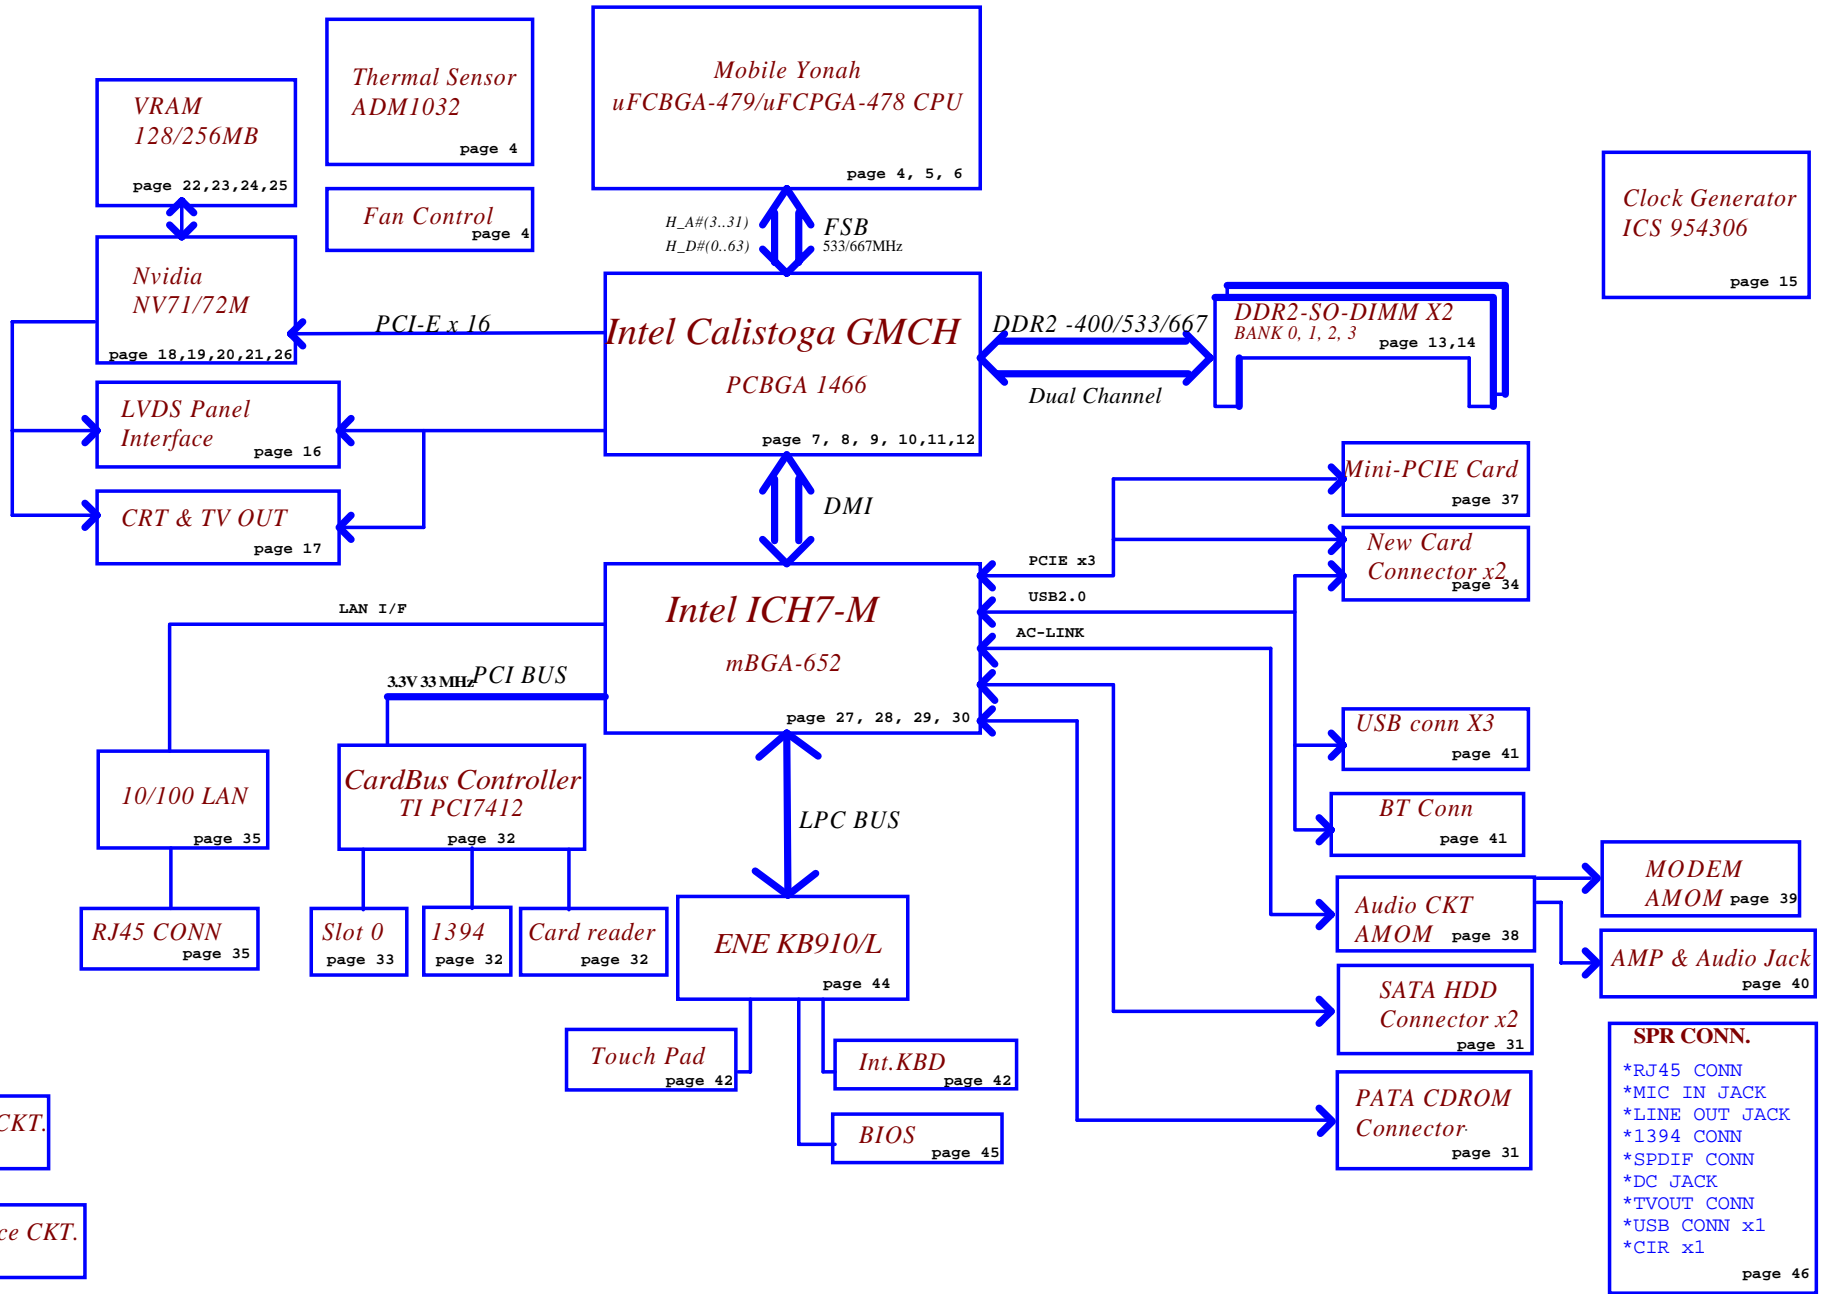 Mobile Yonah
uFCBGA-479/uFCPGA-478 CPU
page 4, 5, 6
Thermal Sensor
ADM1032
page 4
VRAM
128/256MB
page 22,23,24,25
Fan Control
page 4
Clock Generator
ICS 954306
page 15
H_A#(3..31)
H_D#(0..63)
FSB
533/667MHz
Nvidia
NV71/72M
page 18,19,20,21,26
PCI-E x 16
Intel Calistoga GMCH
PCBGA 1466
page 7, 8, 9, 10,11,12
DDR2 -400/533/667
Dual Channel
DDR2-SO-DIMM X2
BANK 0, 1, 2, 3
page 13,14
LVDS Panel
Interface
page 16
CRT & TV OUT
page 17
DMI
Mini-PCIE Card
page 37
New Card
Connector x2
page 34
PCIE x3
USB2.0
AC-LINK
LAN I/F
Intel ICH7-M
mBGA-652
page 27, 28, 29, 30
3.3V 33 MHz
PCI BUS
USB conn X3
page 41
BT Conn
page 41
10/100 LAN
page 35
CardBus Controller
TI PCI7412
page 32
LPC BUS
MODEM
AMOM
page 39
Audio CKT
AMOM
page 38
AMP & Audio Jack
page 40
RJ45 CONN
page 35
Slot 0
page 33
1394
page 32
Card reader
page 32
ENE KB910/L
page 44
SATA HDD
Connector x2
page 31
Touch Pad
page 42
Int.KBD
page 42
BIOS
page 45
PATA CDROM
Connector
page 31
SPR CONN.
*RJ45 CONN
*MIC IN JACK
*LINE OUT JACK
*1394 CONN
*SPDIF CONN
*DC JACK
*TVOUT CONN
*USB CONN x1
*CIR x1
page 46
CKT.
ce CKT.